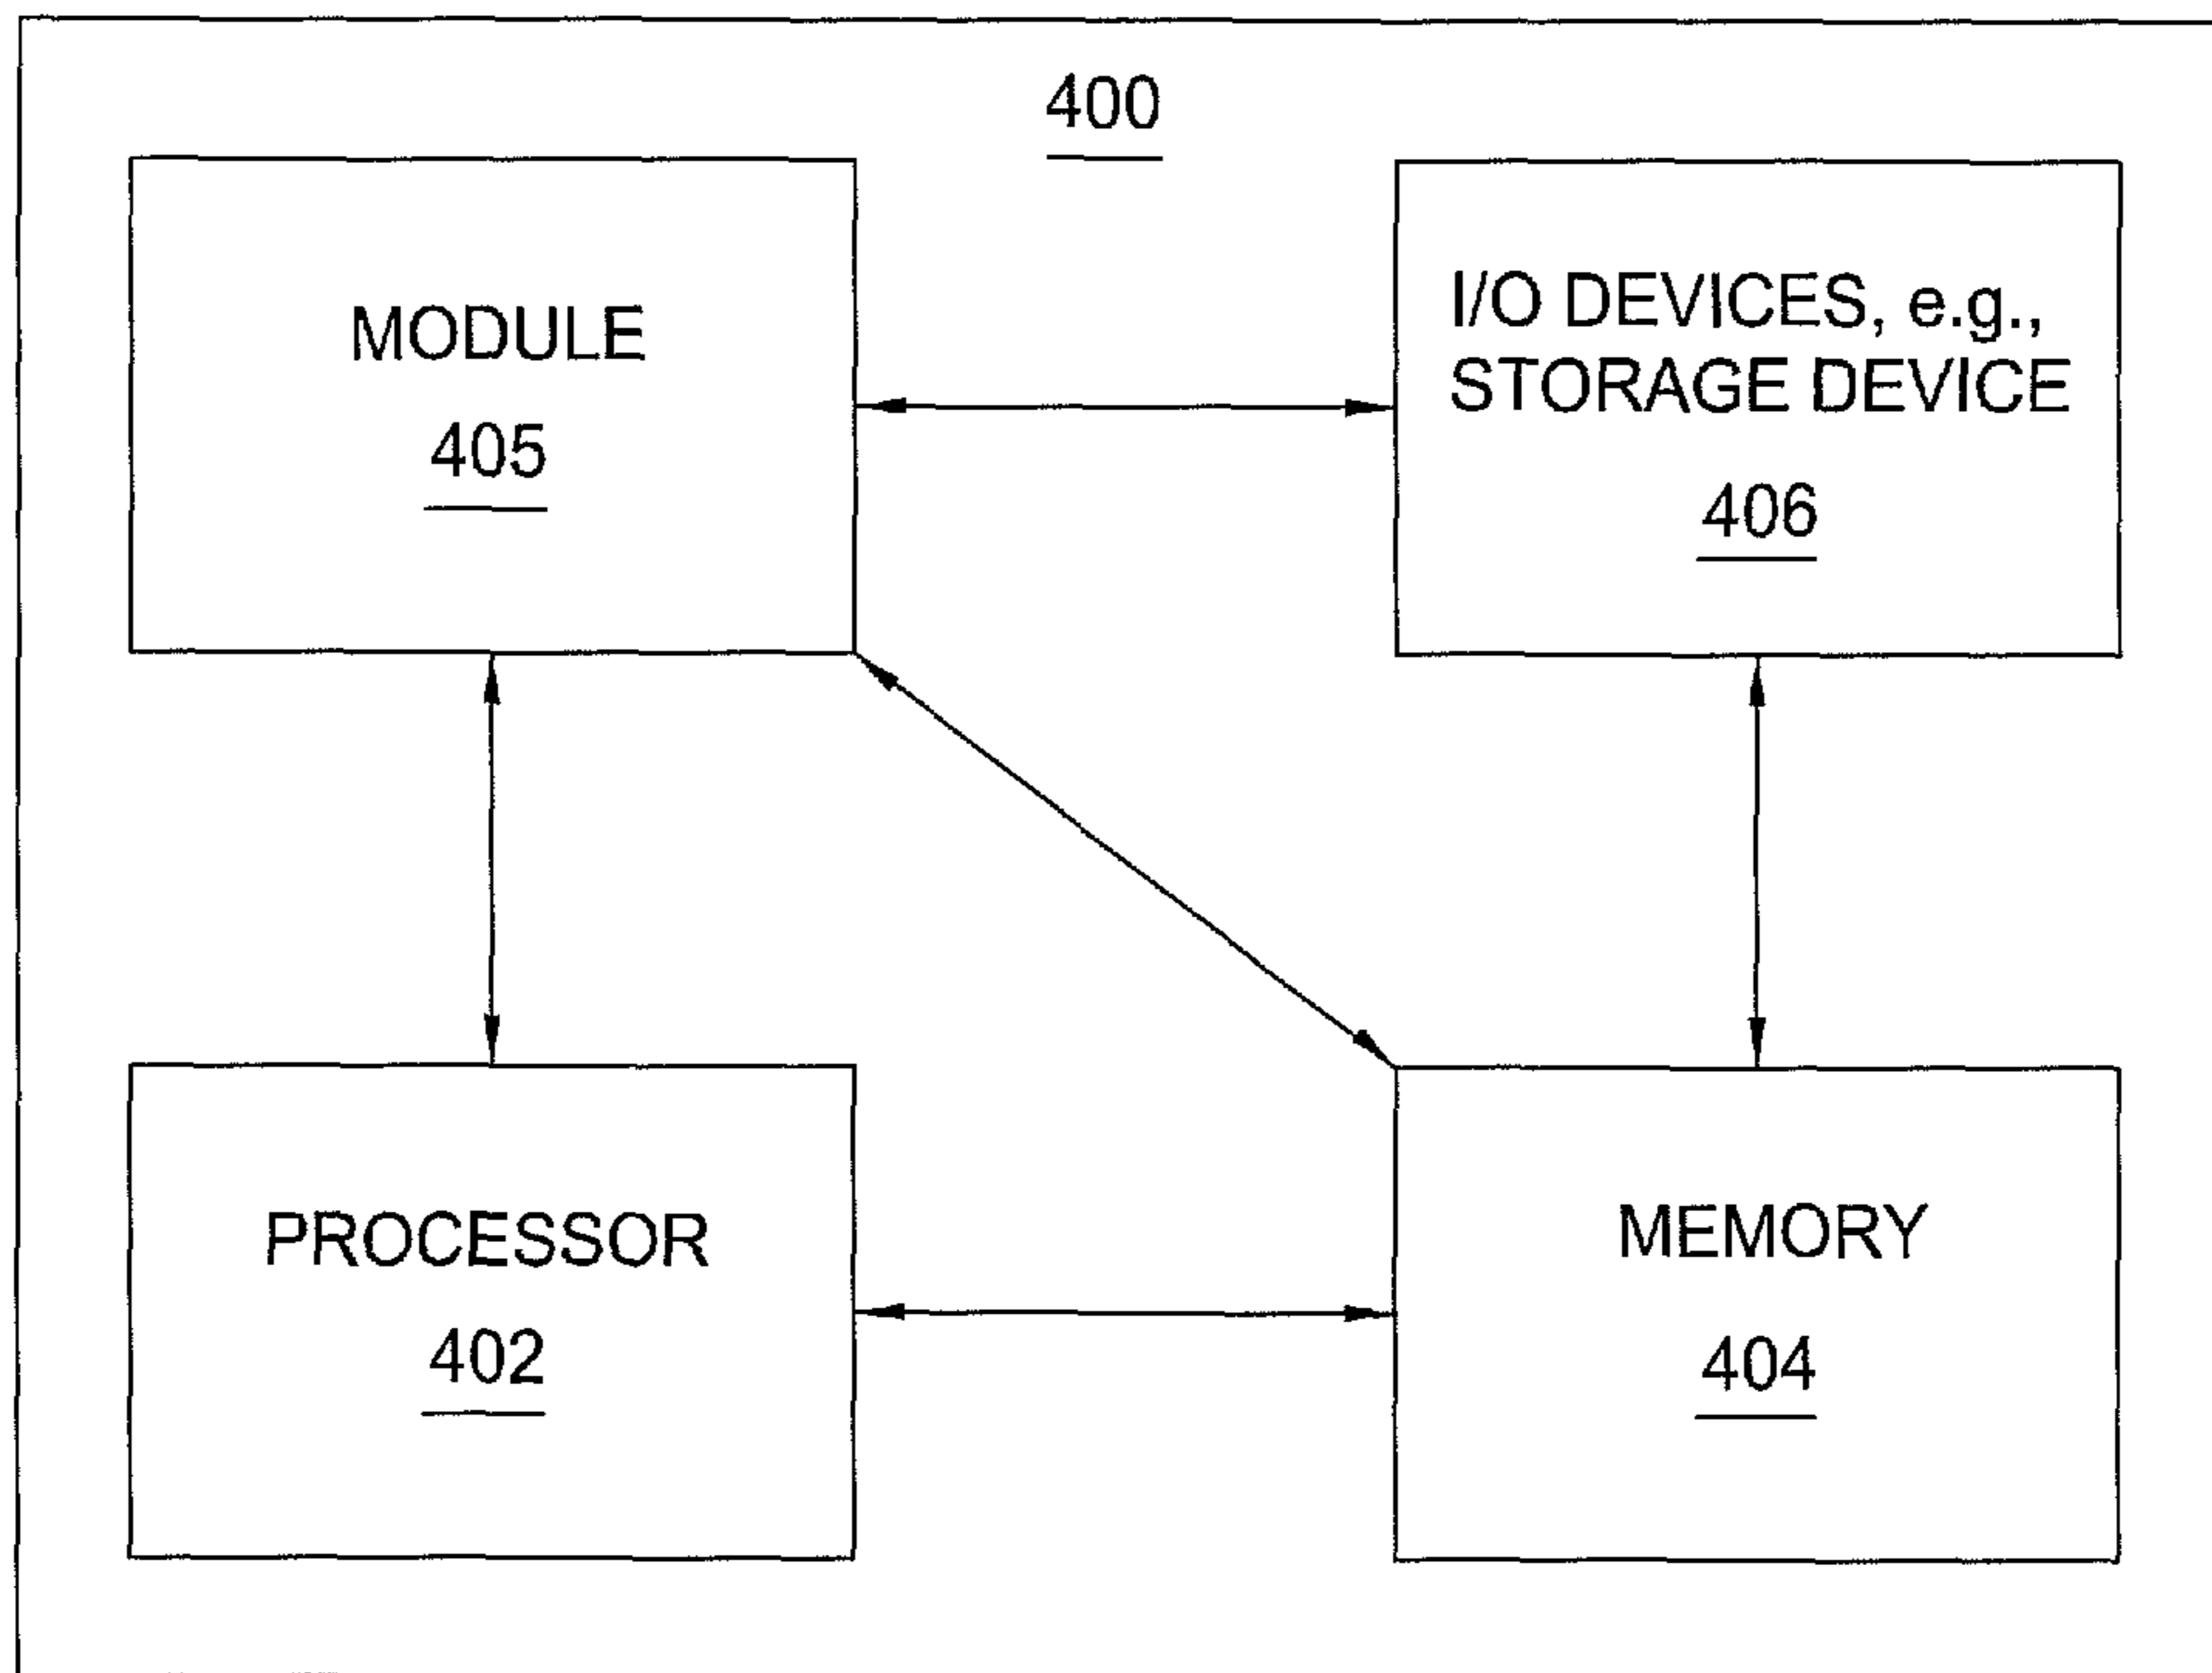 400
MODULE
405
I/O DEVICES, e.g.,
STORAGE DEVICE
406
PROCESSOR
402
MEMORY
404